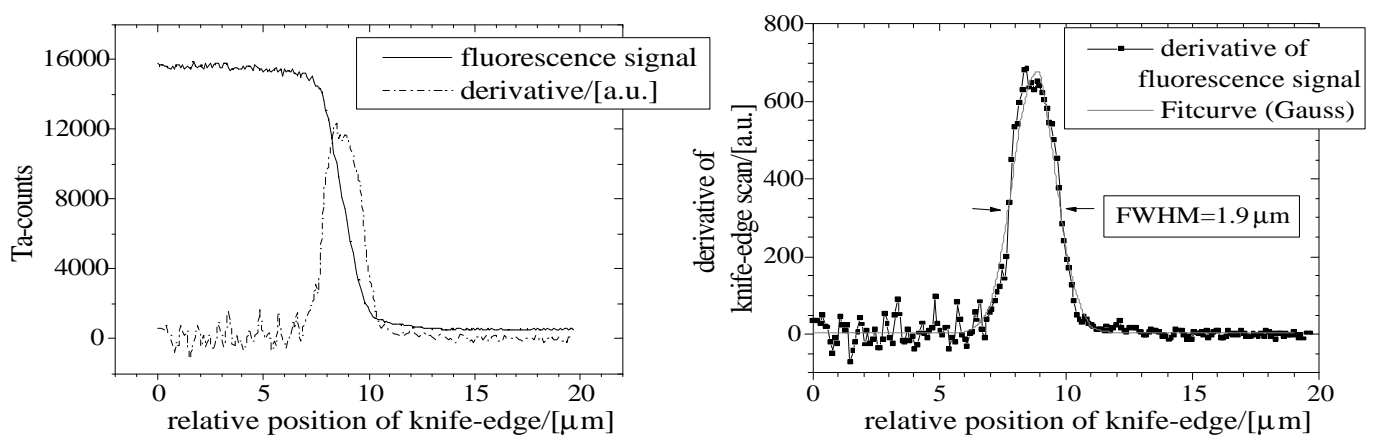 16000
12000
8000
4000
0
Ta-counts
fluorescence signal
derivative/[a.u.]
0 5 10 15 20
relative position of knife-edge/[μm]
800
600
400
200
0
derivative of
knife-edge scan/[a.u.]
derivative of
fluorescence signal
Fitcurve (Gauss)
FWHM=1.9μm
0 5 10 15 20
relative position of knife-edge/[μm]